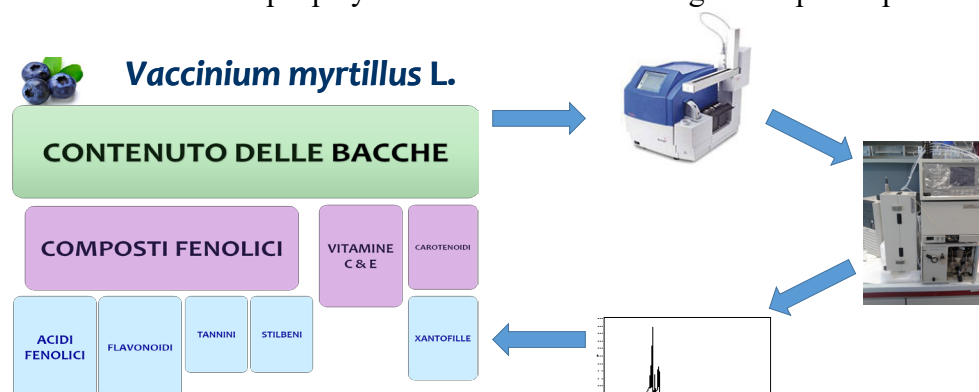 Vaccinium myrtillus L.
CONTENUTO DELLE BACCHE
COMPOSTI FENOLICI
VITAMINE
C & E
CAROTENOIDI
ACIDI
FENOLICI
FLAVONOIDI
TANNINI
STILBENI
XANTOFILLE